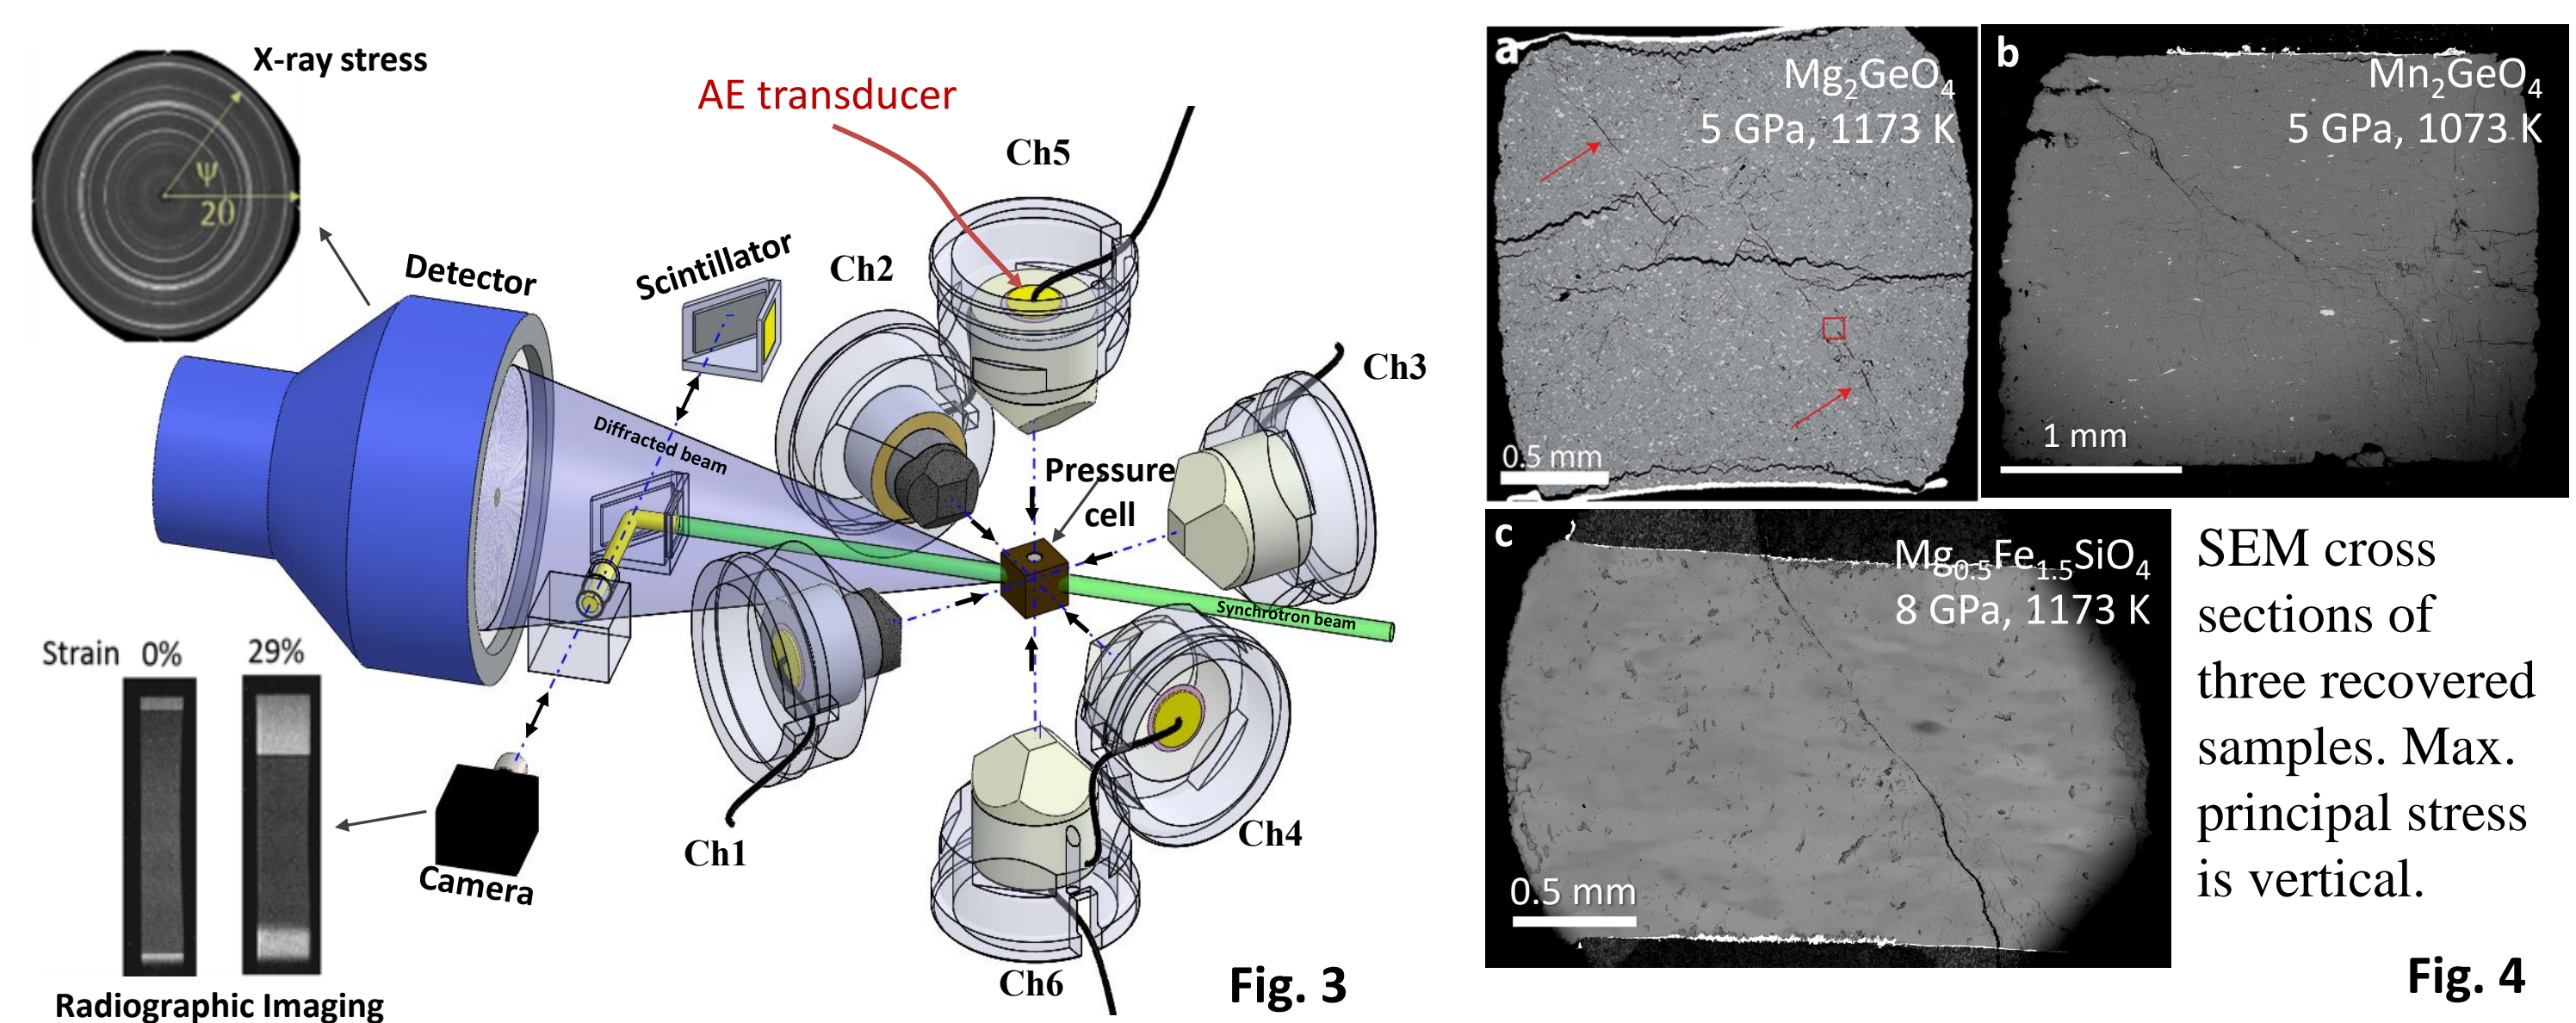 X-ray stress
ψ
2θ
AE transducer
Ch5
Ch2
Scintillator
Detector
Ch3
Diffracted beam
Pressure
cell
Synchrotron beam
Strain 0% 29%
Ch1
Ch4
Camera
Ch6
Radiographic Imaging
Fig. 3
a
Mg₂GeO₄
5 GPa, 1173 K
0.5 mm
b
Mn₂GeO₄
5 GPa, 1073 K
1 mm
c
Mg₀.₅Fe₁.₅SiO₄
8 GPa, 1173 K
0.5 mm
SEM cross
sections of
three recovered
samples. Max.
principal stress
is vertical.
Fig. 4